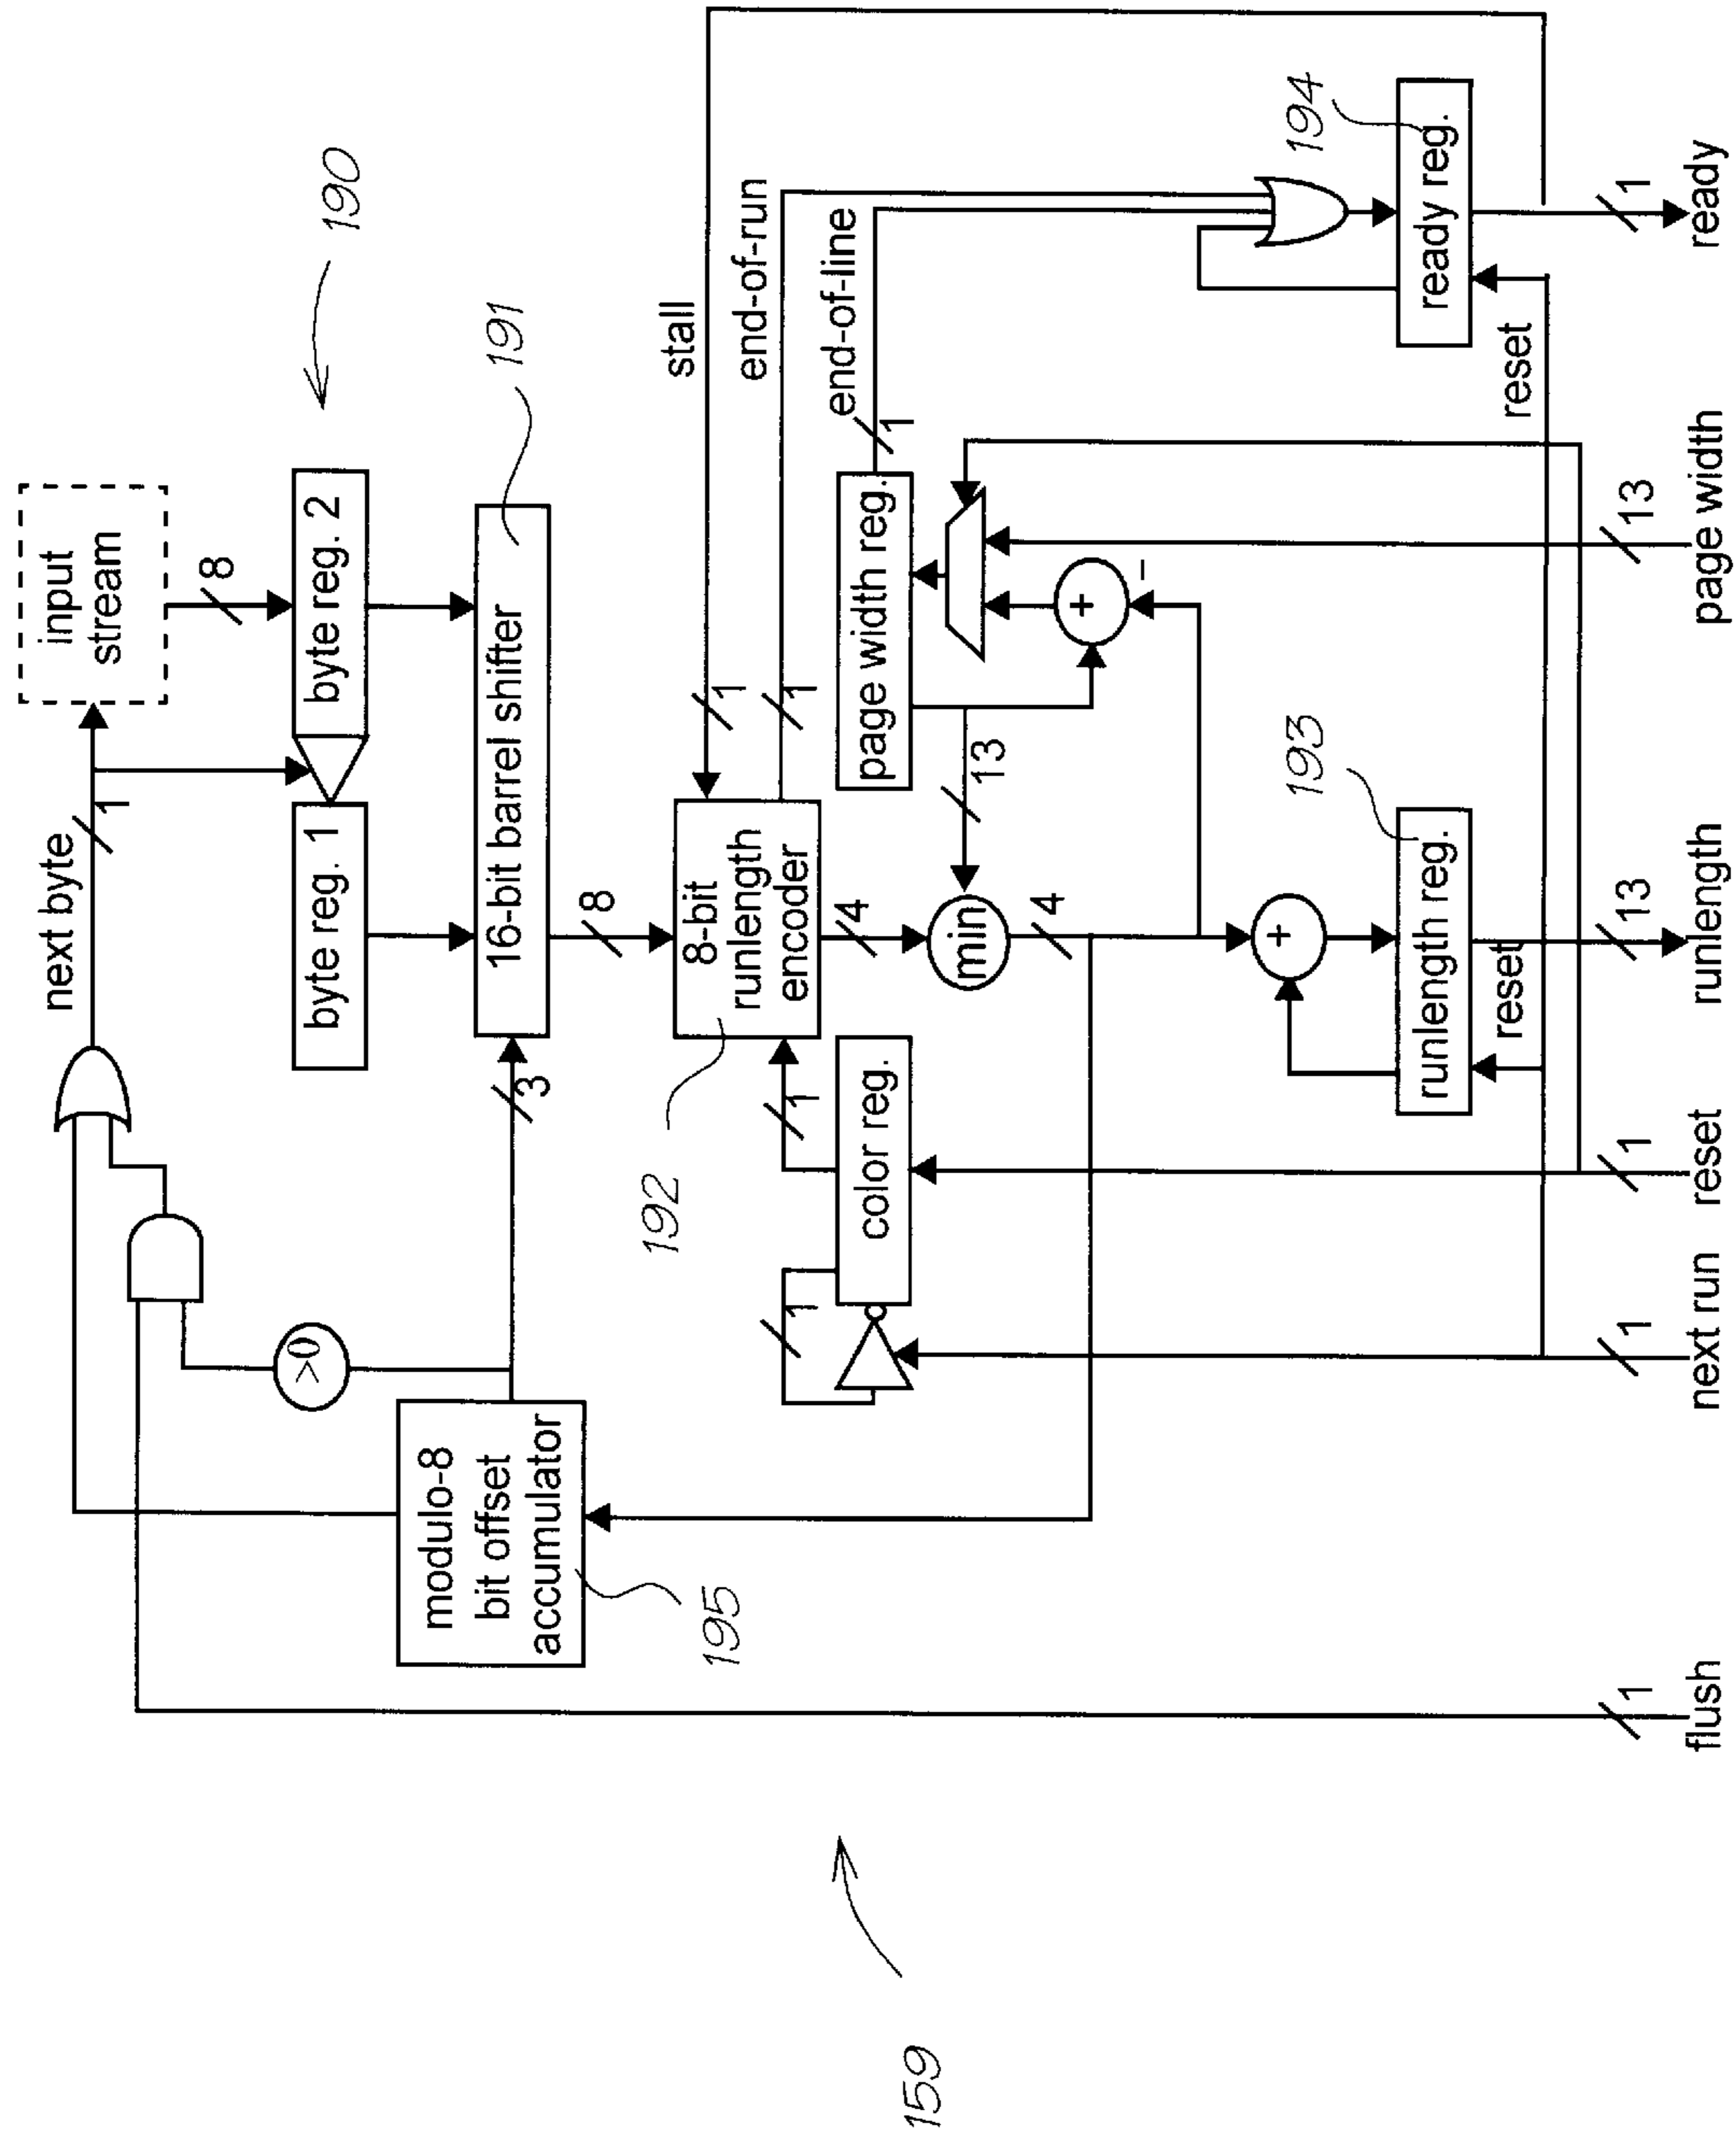 input
stream
next byte
1
8
190
byte reg. 1
byte reg. 2
191
16-bit barrel shifter
3
8
>0
modulo-8
bit offset
accumulator
195
stall
1
end-of-run
1
end-of-line
1
192
8-bit
runlength
encoder
4
1
1
color reg.
min
4
13
page width reg.
+
−
193
+
runlength reg.
reset
194
ready reg.
reset
1
flush
1
next run
1
reset
13
runlength
13
page width
1
ready
159